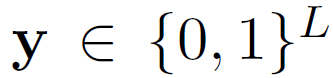 y ∈ {0, 1}^L